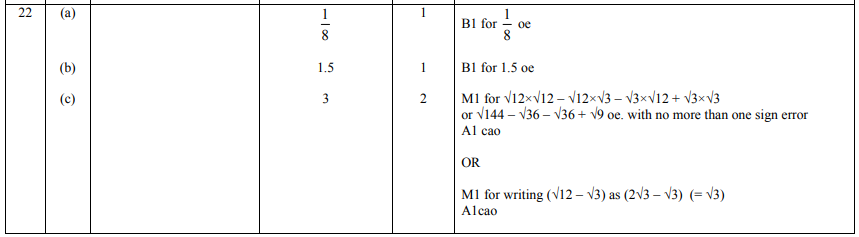 22 (a) 1/8 1 B1 for 1/8 oe
(b) 1.5 1 B1 for 1.5 oe
(c) 3 2 M1 for √12×√12 – √12×√3 – √3×√12 + √3×√3
or √144 – √36 – √36 + √9 oe. with no more than one sign error
A1 cao
OR
M1 for writing (√12 – √3) as (2√3 – √3) (= √3)
A1cao